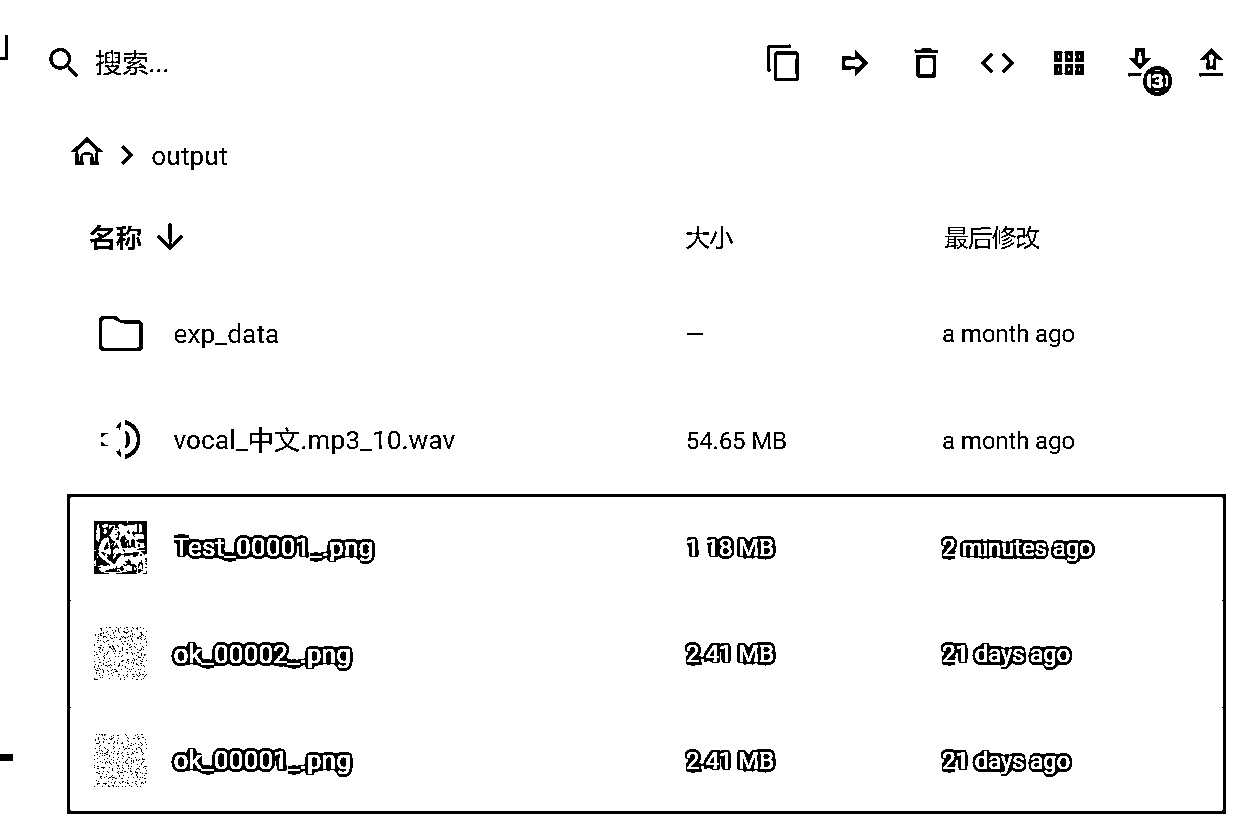 搜索...
3
output
名称 大小 最后修改
exp_data — a month ago
vocal_中文.mp3_10.wav 54.65 MB a month ago
Test_00001_.png 1.18 MB 2 minutes ago
ok_00002_.png 2.41 MB 21 days ago
ok_00001_.png 2.41 MB 21 days ago